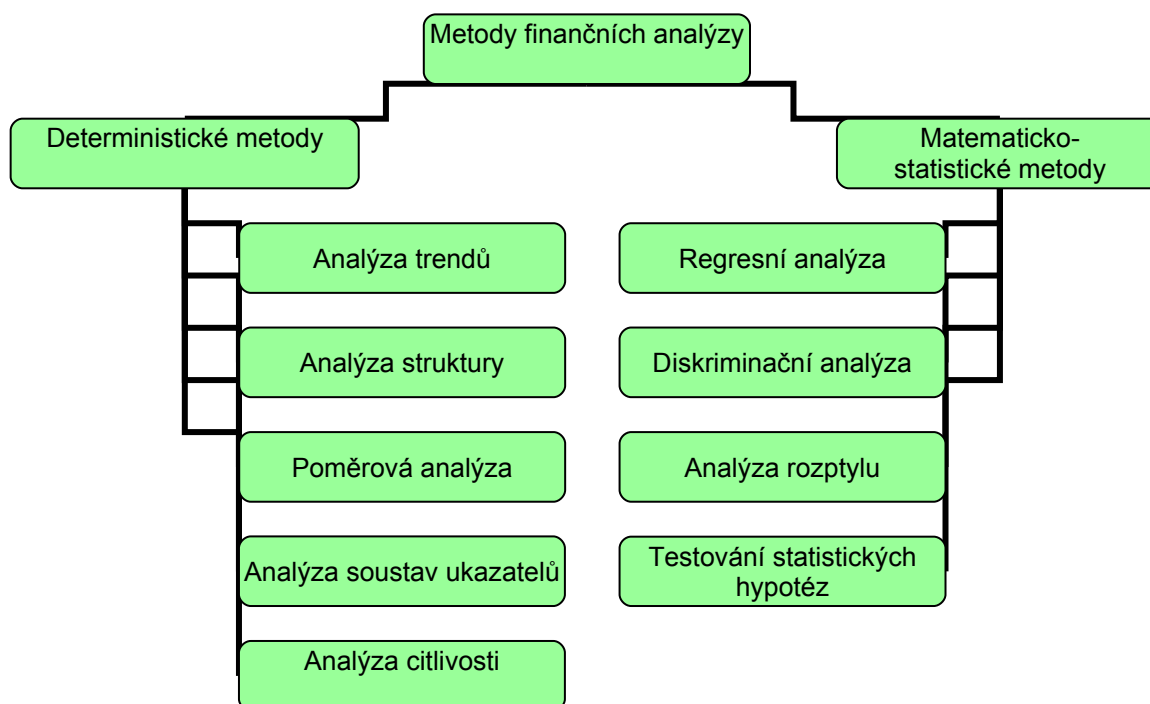 Metody finančních analýzy
Deterministické metody
Matematicko-
statistické metody
Analýza trendů
Regresní analýza
Analýza struktury
Diskriminační analýza
Poměrová analýza
Analýza rozptylu
Analýza soustav ukazatelů
Testování statistických
hypotéz
Analýza citlivosti